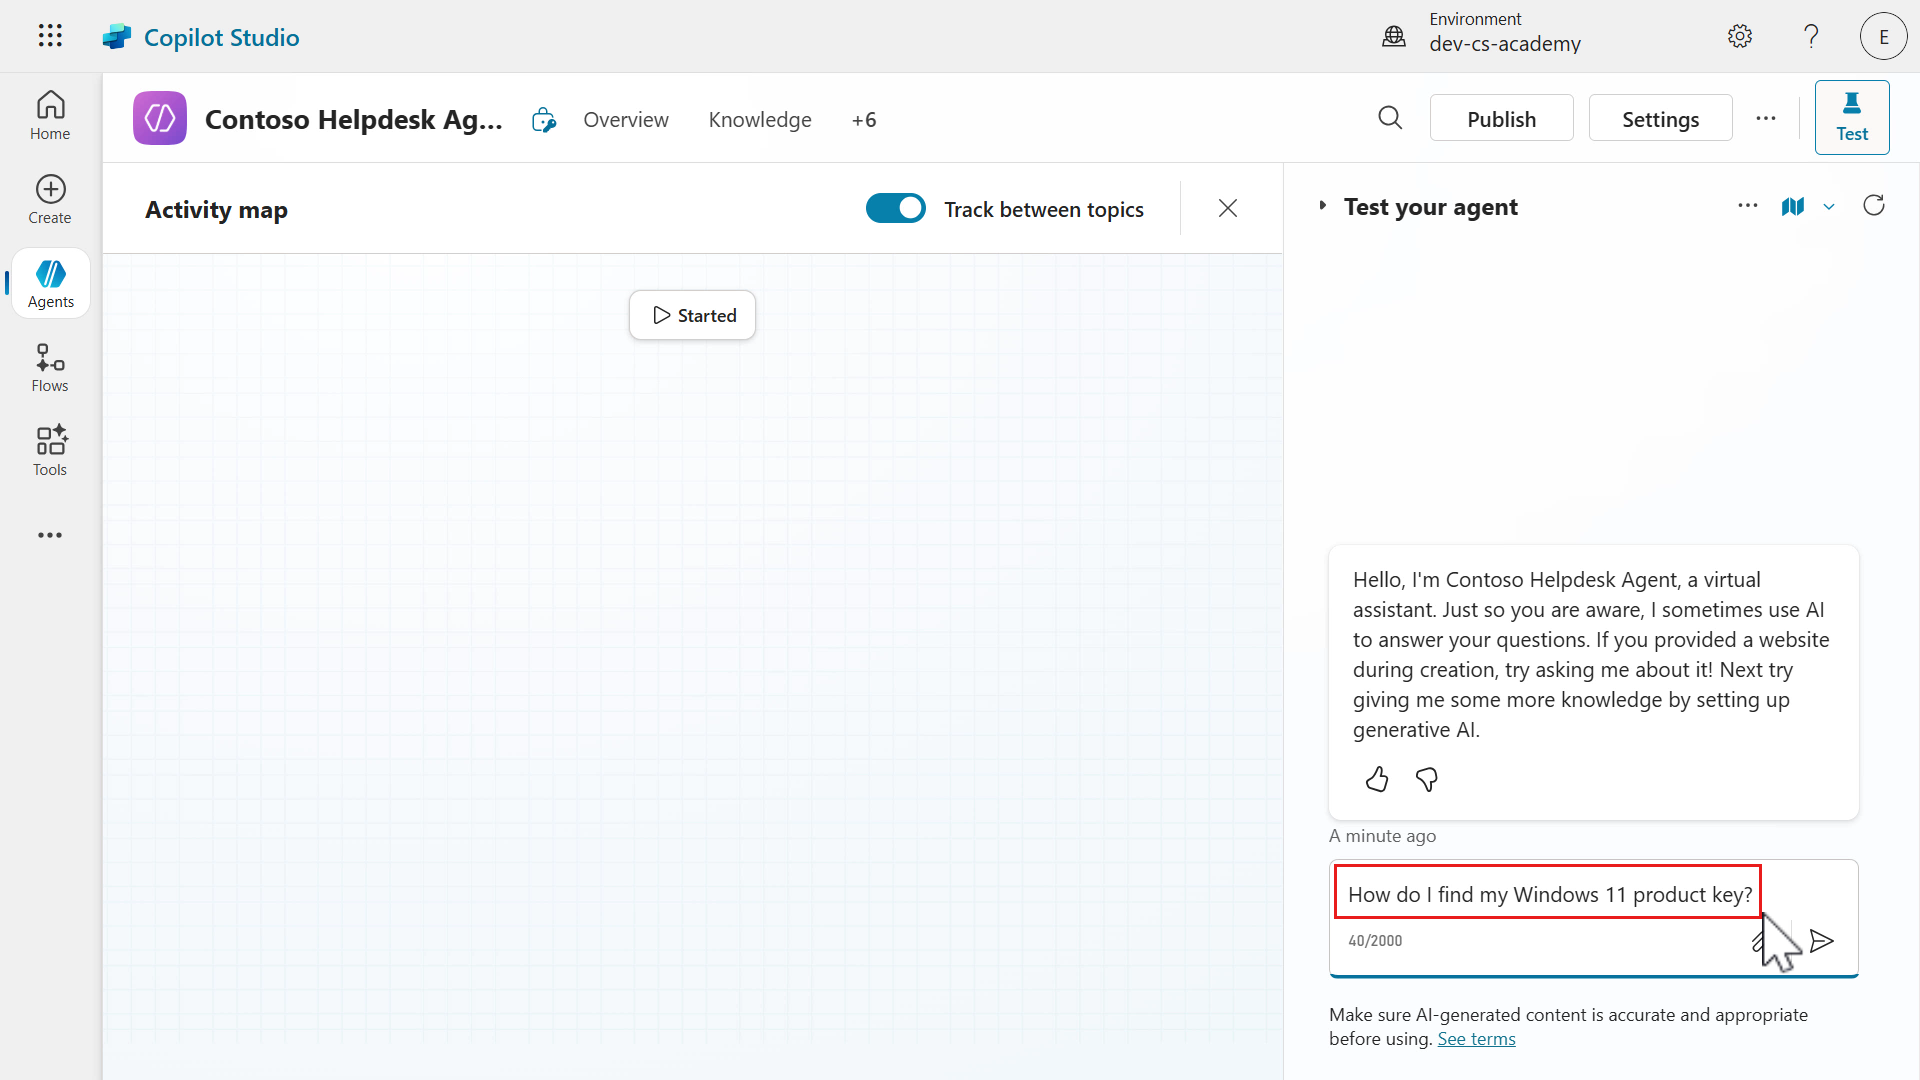 Copilot Studio
Environment
dev-cs-academy
E
Home
Create
Agents
Flows
Tools
Contoso Helpdesk Ag...
Overview
Knowledge
+6
Publish
Settings
Test
Activity map
Track between topics
Started
Test your agent
Hello, I'm Contoso Helpdesk Agent, a virtual
assistant. Just so you are aware, I sometimes use AI
to answer your questions. If you provided a website
during creation, try asking me about it! Next try
giving me some more knowledge by setting up
generative AI.
A minute ago
How do I find my Windows 11 product key?
40/2000
Make sure AI-generated content is accurate and appropriate
before using. See terms